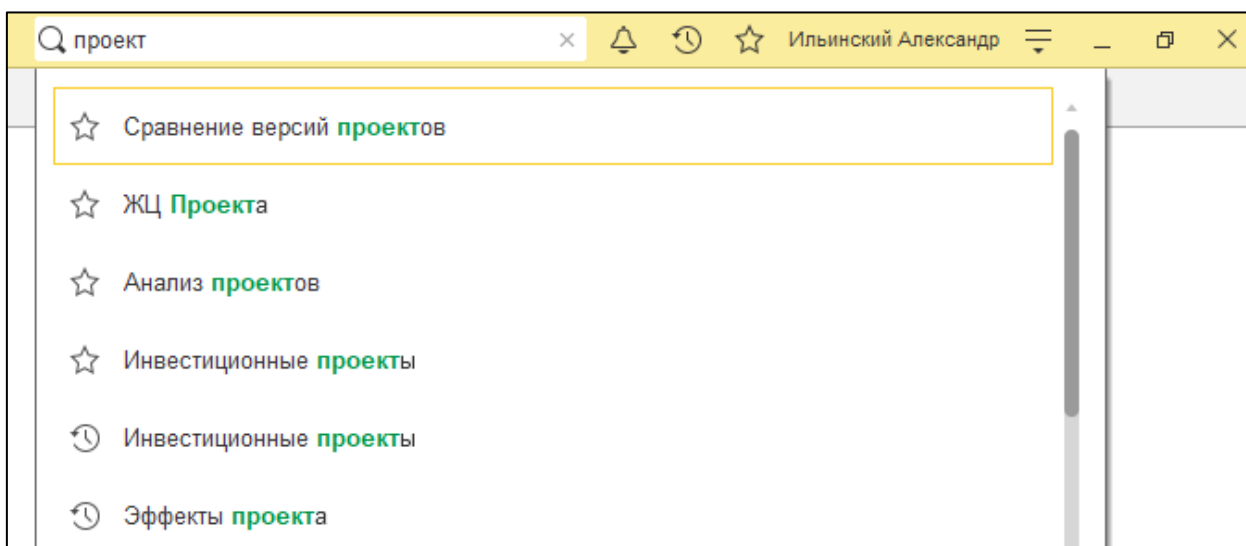 проект
Ильинский Александр
Сравнение версий проектов
ЖЦ Проекта
Анализ проектов
Инвестиционные проекты
Инвестиционные проекты
Эффекты проекта